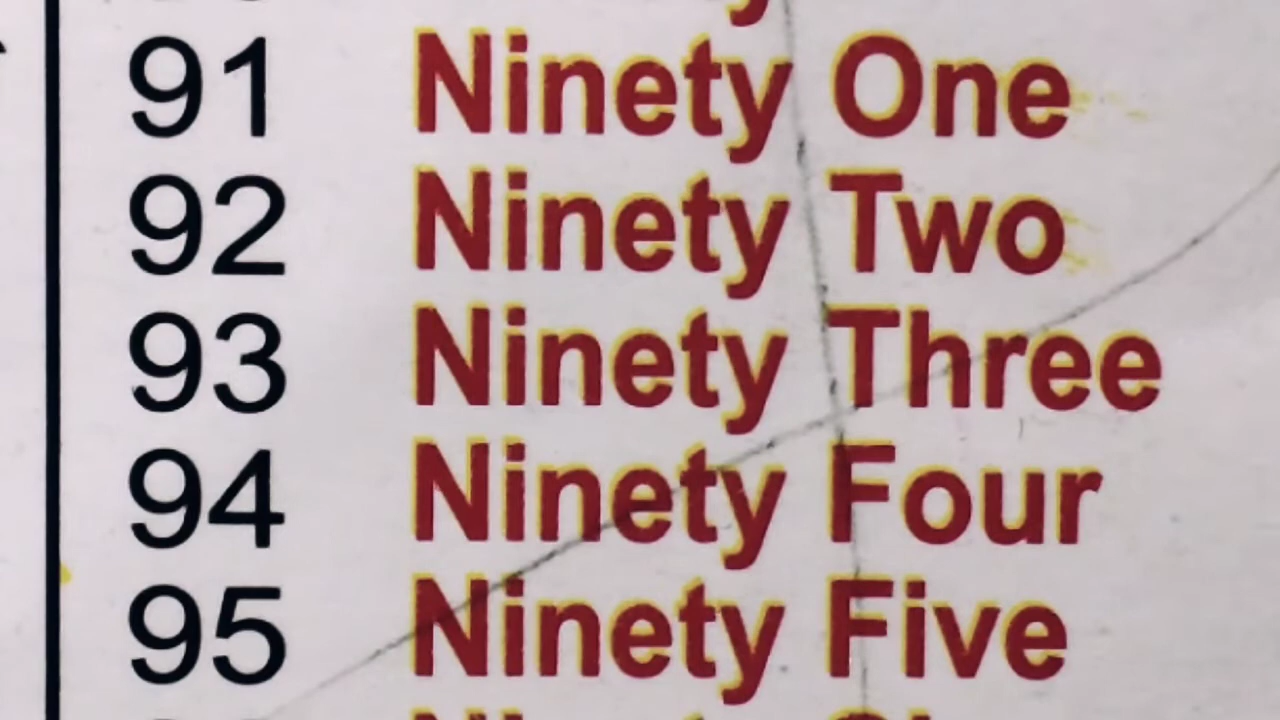 91 Ninety One
92 Ninety Two
93 Ninety Three
94 Ninety Four
95 Ninety Five